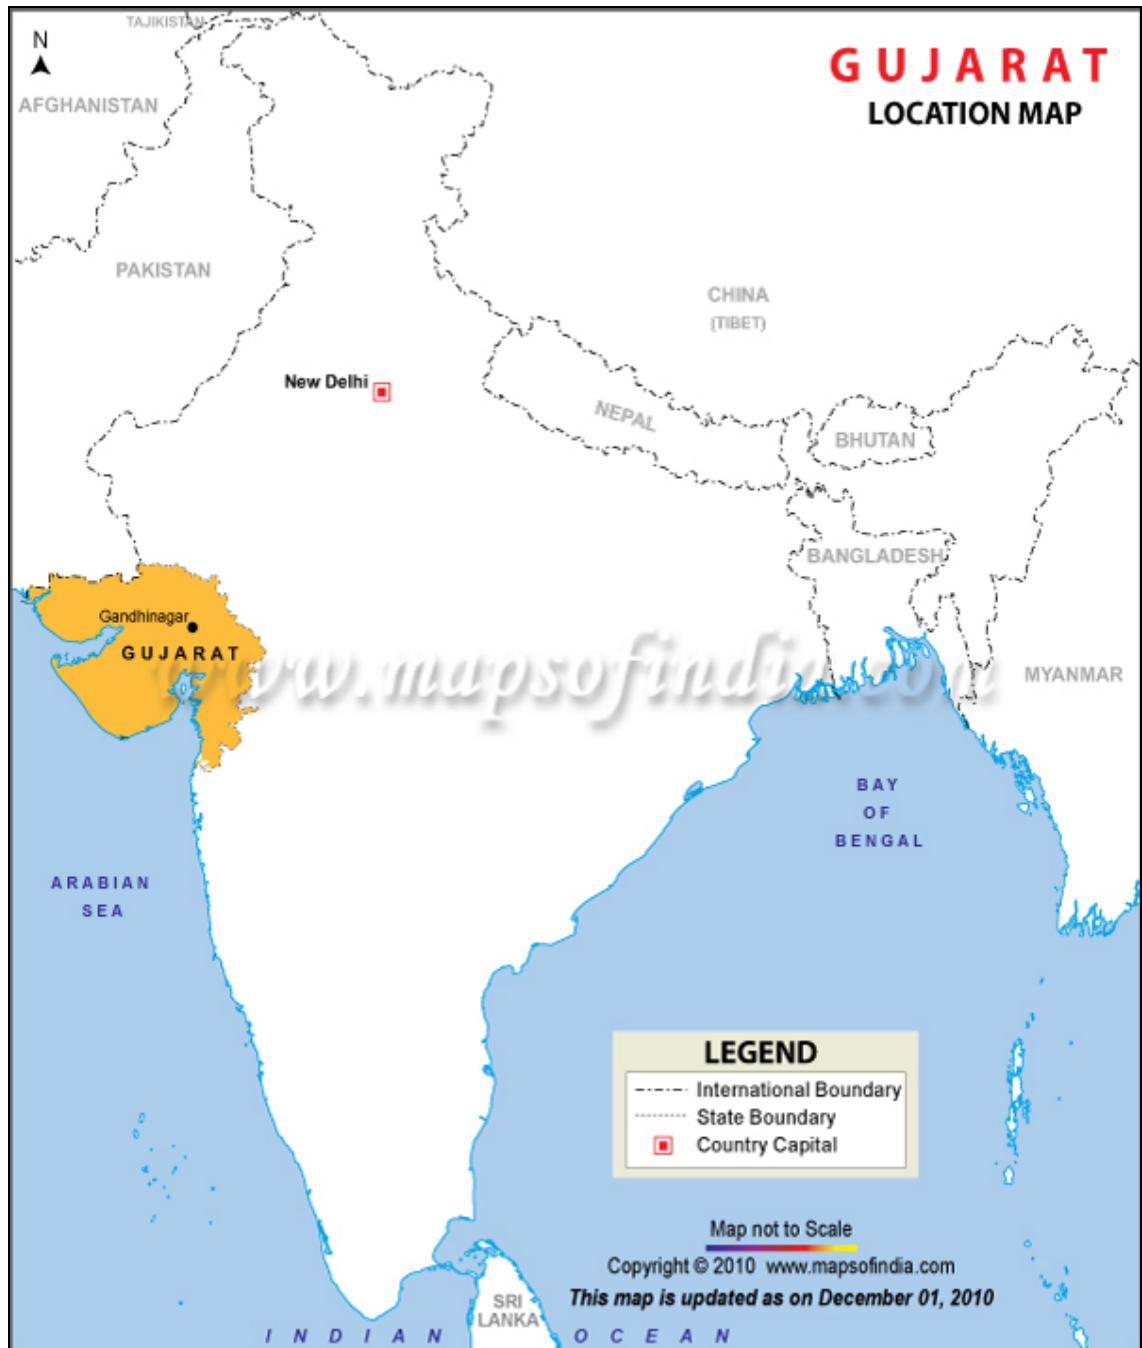 TAJIKISTAN
N
GUJARAT
LOCATION MAP
AFGHANISTAN
PAKISTAN
CHINA
(TIBET)
New Delhi
NEPAL
BHUTAN
BANGLADESH
Gandhinagar
GUJARAT
www.mapsofindia.com
MYANMAR
BAY
OF
BENGAL
ARABIAN
SEA
LEGEND
International Boundary
State Boundary
Country Capital
Map not to Scale
Copyright © 2010 www.mapsofindia.com
This map is updated as on December 01, 2010
SRI
LANKA
INDIAN OCEAN